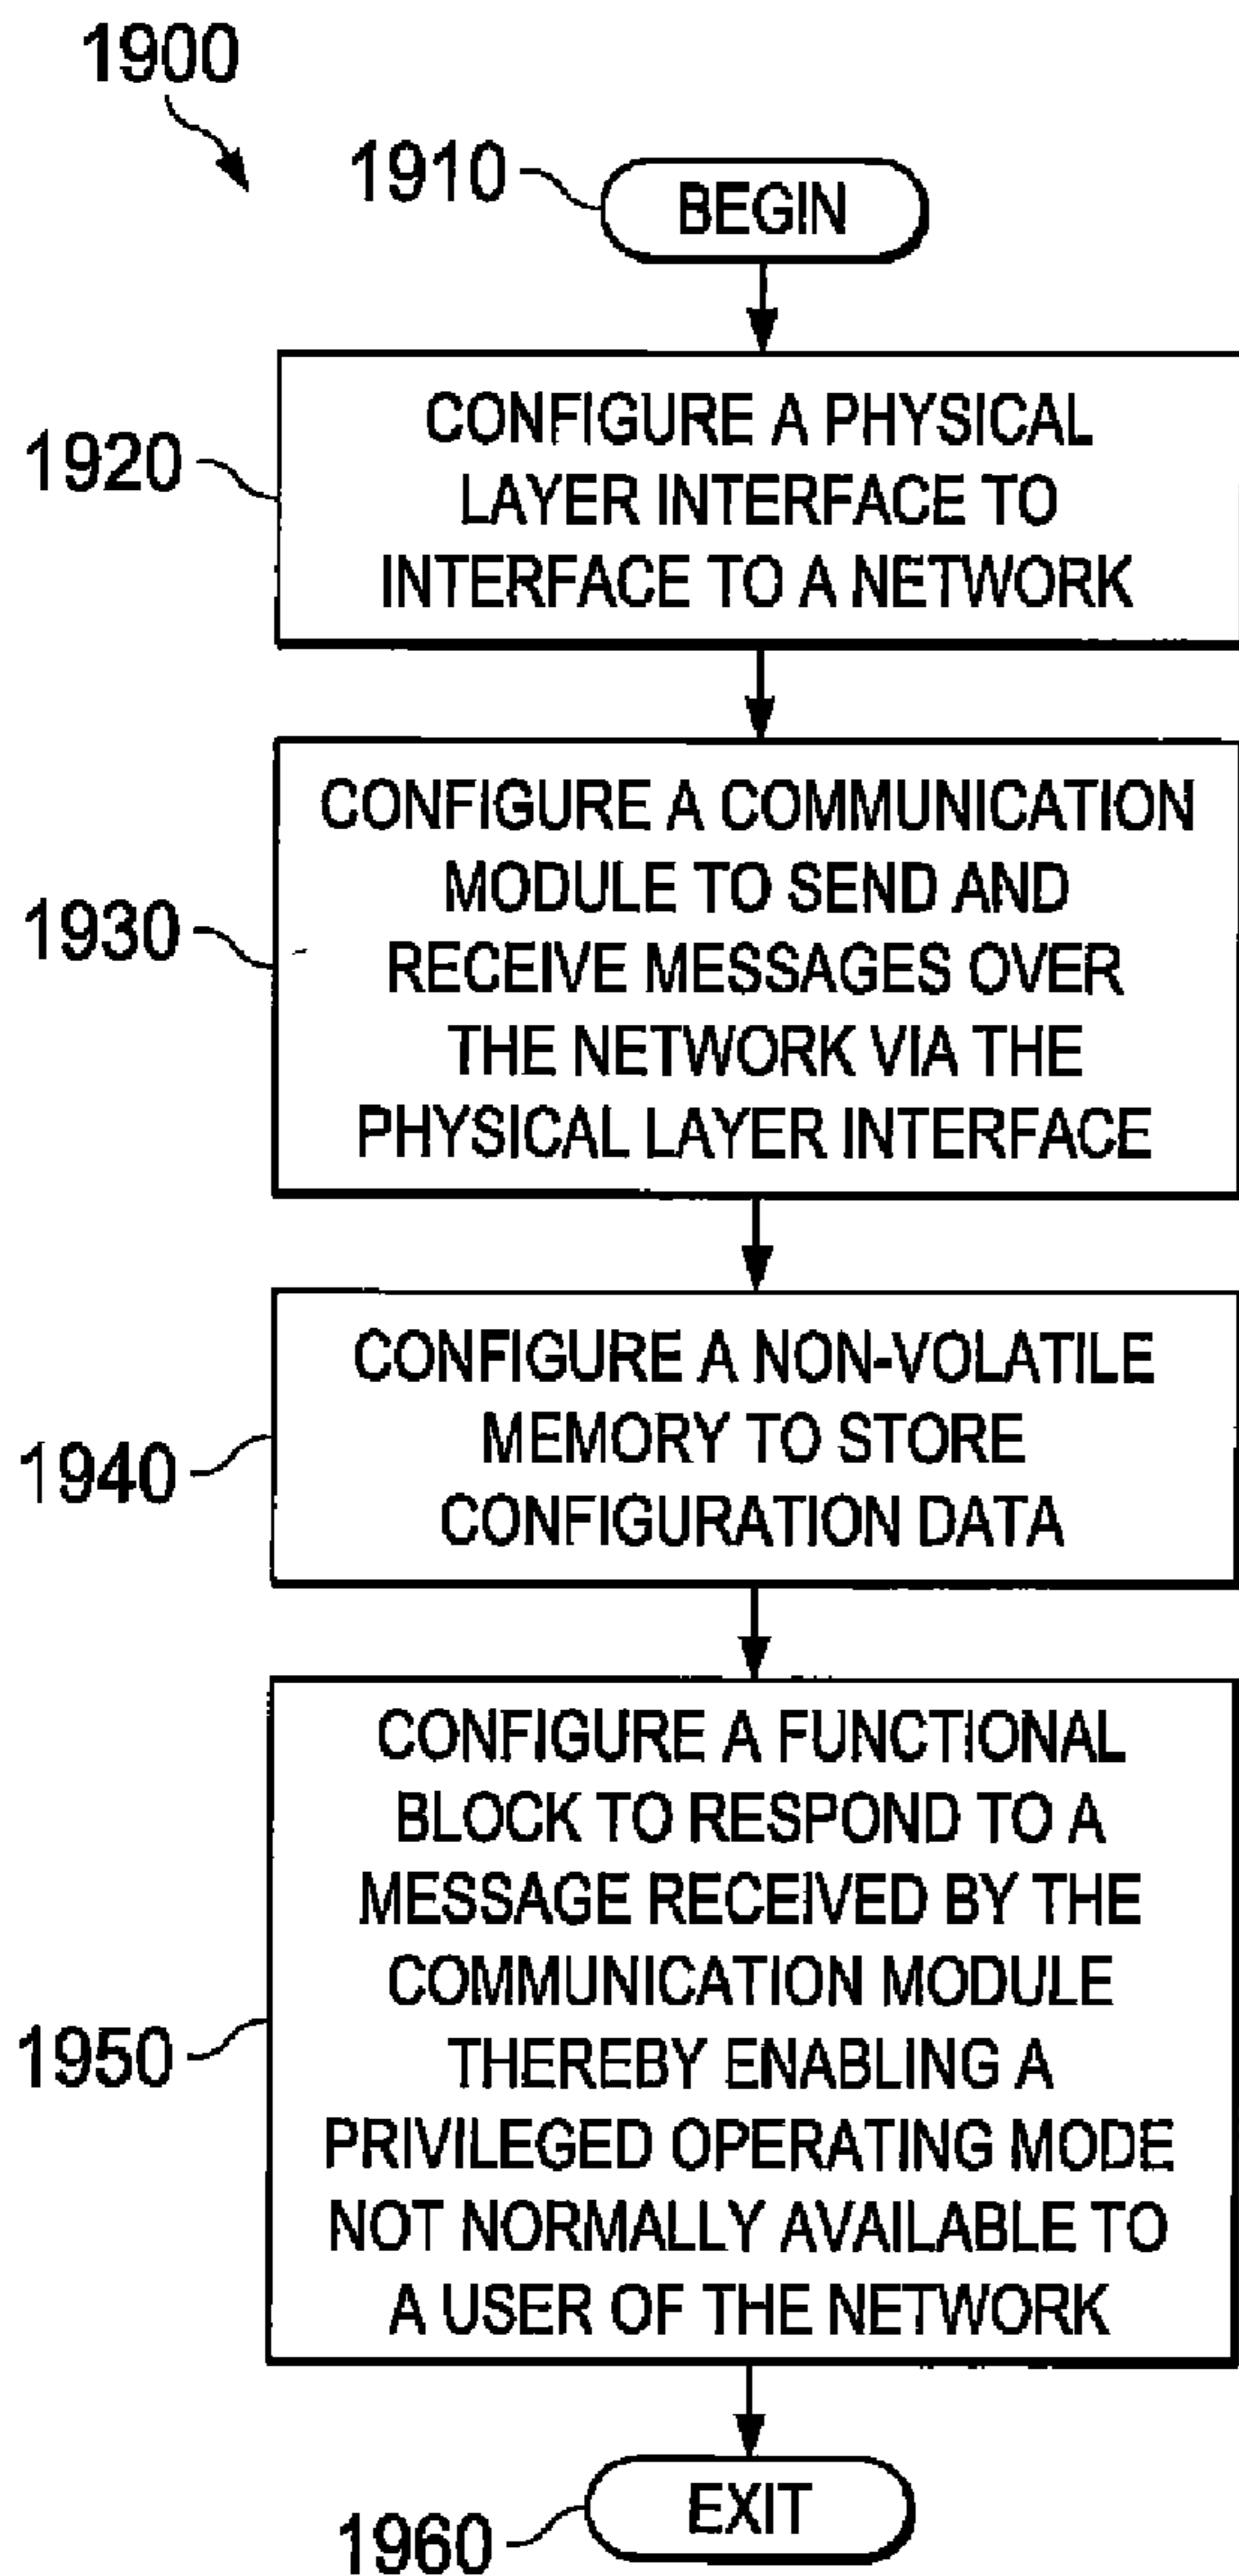 1900
1910
BEGIN
1920
CONFIGURE A PHYSICAL
LAYER INTERFACE TO
INTERFACE TO A NETWORK
1930
CONFIGURE A COMMUNICATION
MODULE TO SEND AND
RECEIVE MESSAGES OVER
THE NETWORK VIA THE
PHYSICAL LAYER INTERFACE
1940
CONFIGURE A NON-VOLATILE
MEMORY TO STORE
CONFIGURATION DATA
1950
CONFIGURE A FUNCTIONAL
BLOCK TO RESPOND TO A
MESSAGE RECEIVED BY THE
COMMUNICATION MODULE
THEREBY ENABLING A
PRIVILEGED OPERATING MODE
NOT NORMALLY AVAILABLE TO
A USER OF THE NETWORK
1960
EXIT